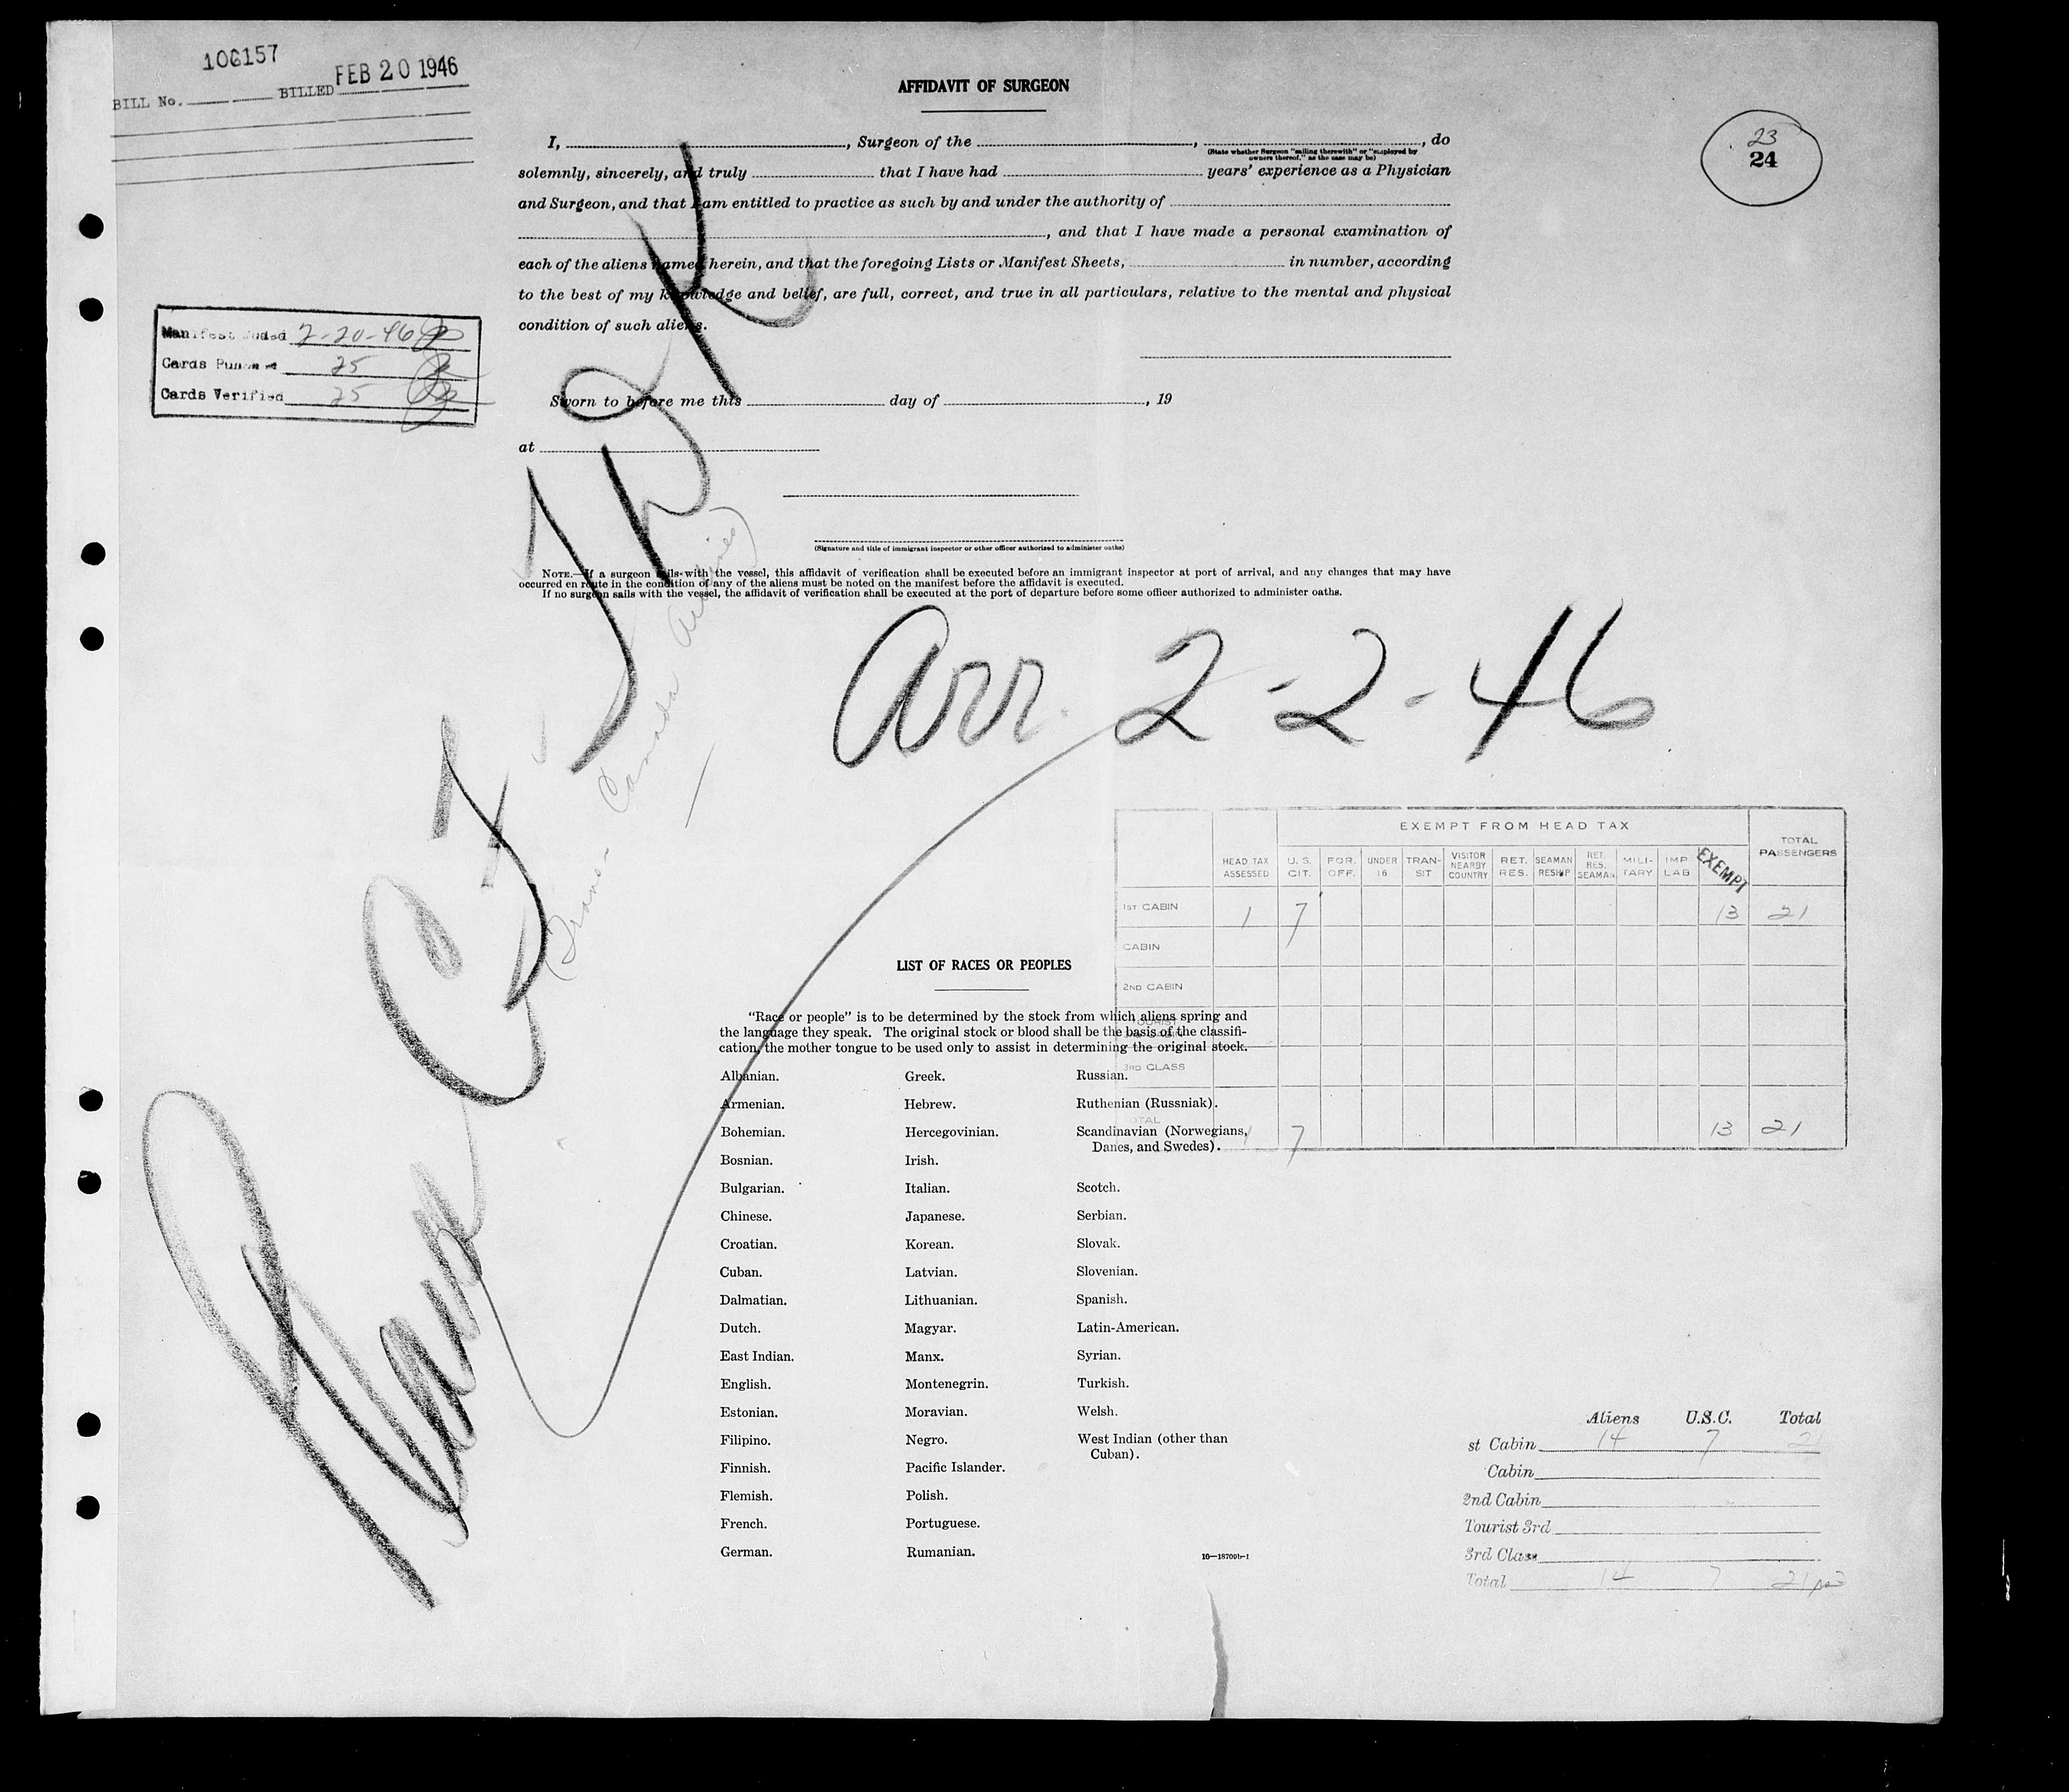 106157
BILL No. BILLED FEB 20 1946
AFFIDAVIT OF SURGEON
I, , Surgeon of the , , do
(State whether Surgeon "sailing therewith" or "employed by
owners thereof," as the case may be)
solemnly, sincerely, and truly that I have had years' experience as a Physician
and Surgeon, and that I am entitled to practice as such by and under the authority of
, and that I have made a personal examination of
each of the aliens named herein, and that the foregoing Lists or Manifest Sheets, in number, according
to the best of my knowledge and belief, are full, correct, and true in all particulars, relative to the mental and physical
condition of such aliens.
23
24
Manifest Coded 2-20-46
Cards Punched 25
Cards Verified 25
Sworn to before me this day of , 19
at
(Signature and title of immigrant inspector or other officer authorized to administer oaths)
NOTE.—If a surgeon sails with the vessel, this affidavit of verification shall be executed before an immigrant inspector at port of arrival, and any changes that may have
occurred en route in the condition of any of the aliens must be noted on the manifest before the affidavit is executed.
If no surgeon sails with the vessel, the affidavit of verification shall be executed at the port of departure before some officer authorized to administer oaths.
Plane CF
(Trans-Canada Airlines)
Arr. 2-2-46
EXEMPT FROM HEAD TAX
HEAD TAX ASSESSED U. S. CIT. FOR. OFF. UNDER 16 TRAN-SIT VISITOR NEARBY COUNTRY RET. RES. SEAMAN RESHIP RET. RES. SEAMAN MILI-TARY IMP LAB EXEMPT TOTAL PASSENGERS
1ST CABIN 1 7 13 21
CABIN
2ND CABIN
TOURIST
3RD CLASS
TOTAL 1 7 13 21
LIST OF RACES OR PEOPLES
"Race or people" is to be determined by the stock from which aliens spring and
the language they speak. The original stock or blood shall be the basis of the classifi-
cation, the mother tongue to be used only to assist in determining the original stock.
Albanian. Greek. Russian.
Armenian. Hebrew. Ruthenian (Russniak).
Bohemian. Hercegovinian. Scandinavian (Norwegians,
Danes, and Swedes).
Bosnian. Irish.
Bulgarian. Italian. Scotch.
Chinese. Japanese. Serbian.
Croatian. Korean. Slovak.
Cuban. Latvian. Slovenian.
Dalmatian. Lithuanian. Spanish.
Dutch. Magyar. Latin-American.
East Indian. Manx. Syrian.
English. Montenegrin. Turkish.
Estonian. Moravian. Welsh.
Filipino. Negro. West Indian (other than
Cuban).
Finnish. Pacific Islander.
Flemish. Polish.
French. Portuguese.
German. Rumanian.
16—18709b-1
Aliens U.S.C. Total
st Cabin 14 7 21
Cabin
2nd Cabin
Tourist 3rd
3rd Class
Total 14 7 21